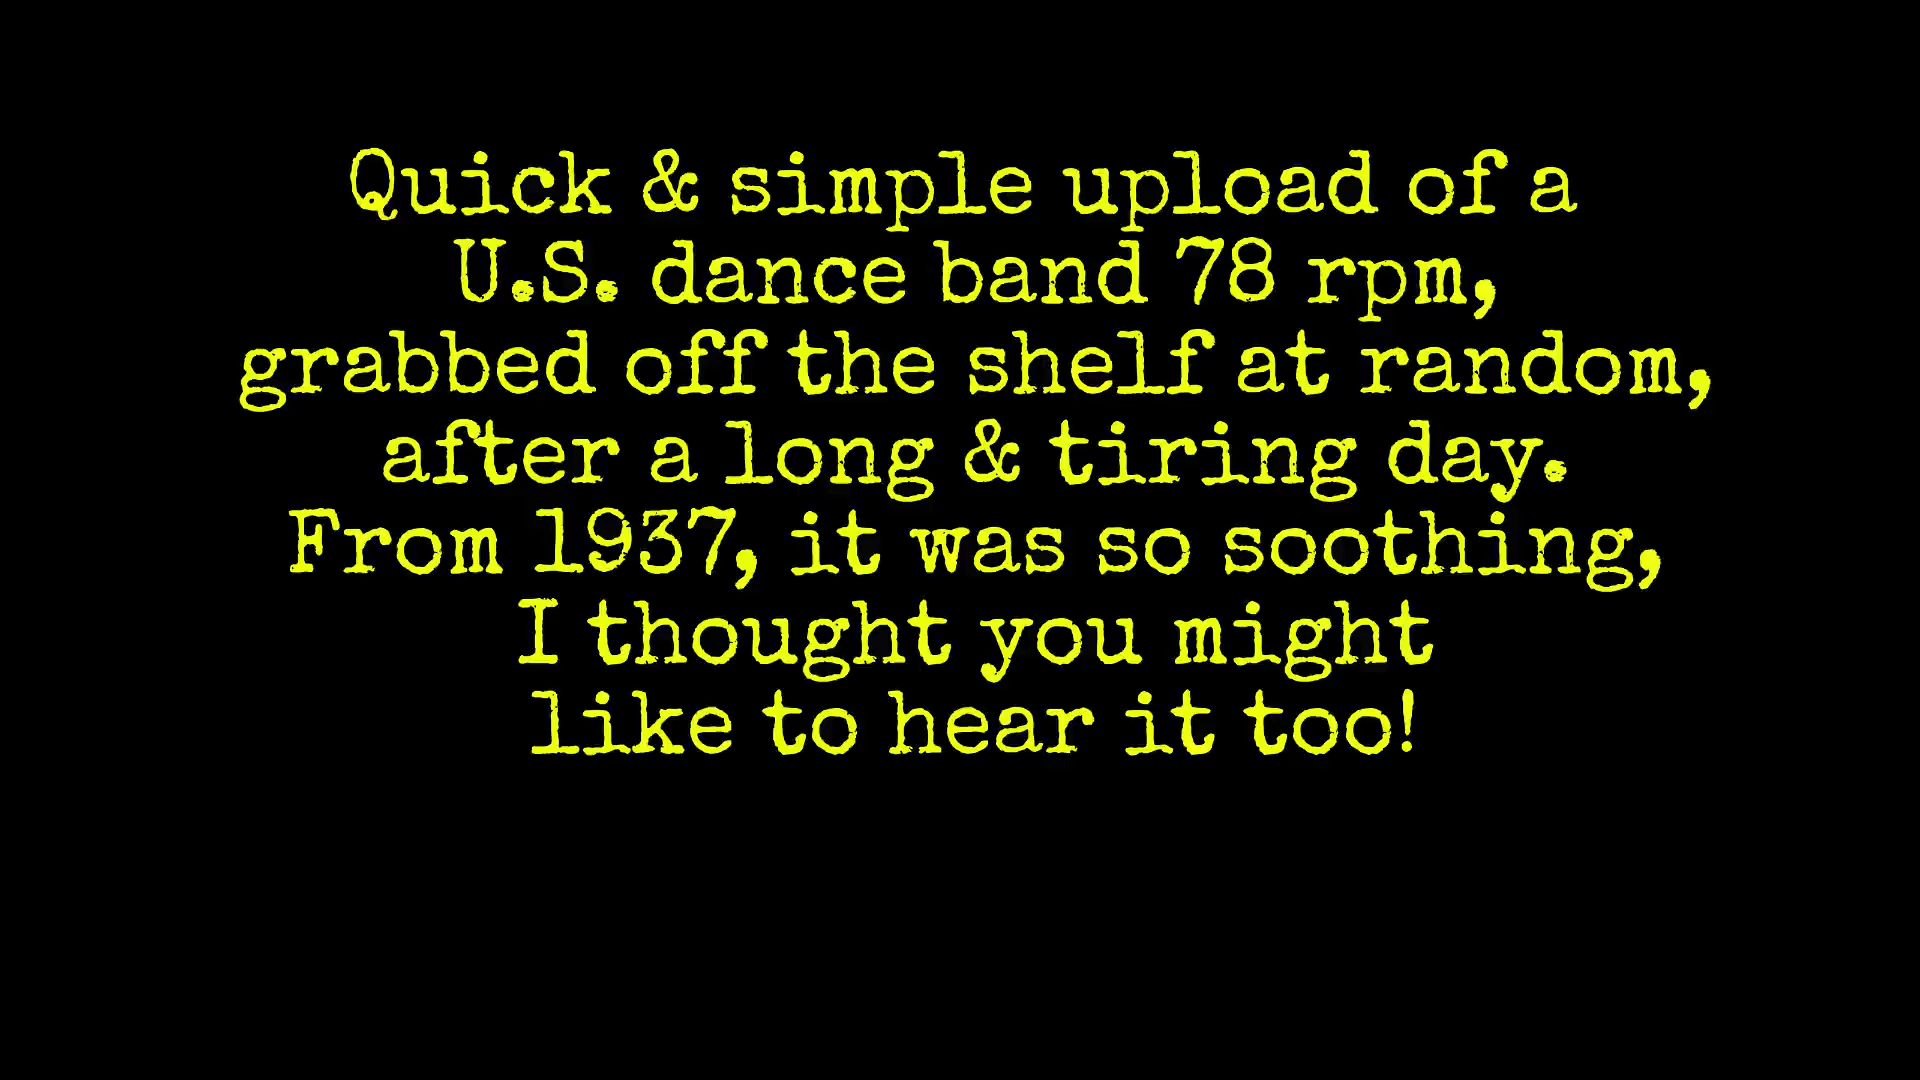 Quick & simple upload of a
U.S. dance band 78 rpm,
grabbed off the shelf at random,
after a long & tiring day.
From 1937, it was so soothing,
I thought you might
like to hear it too!